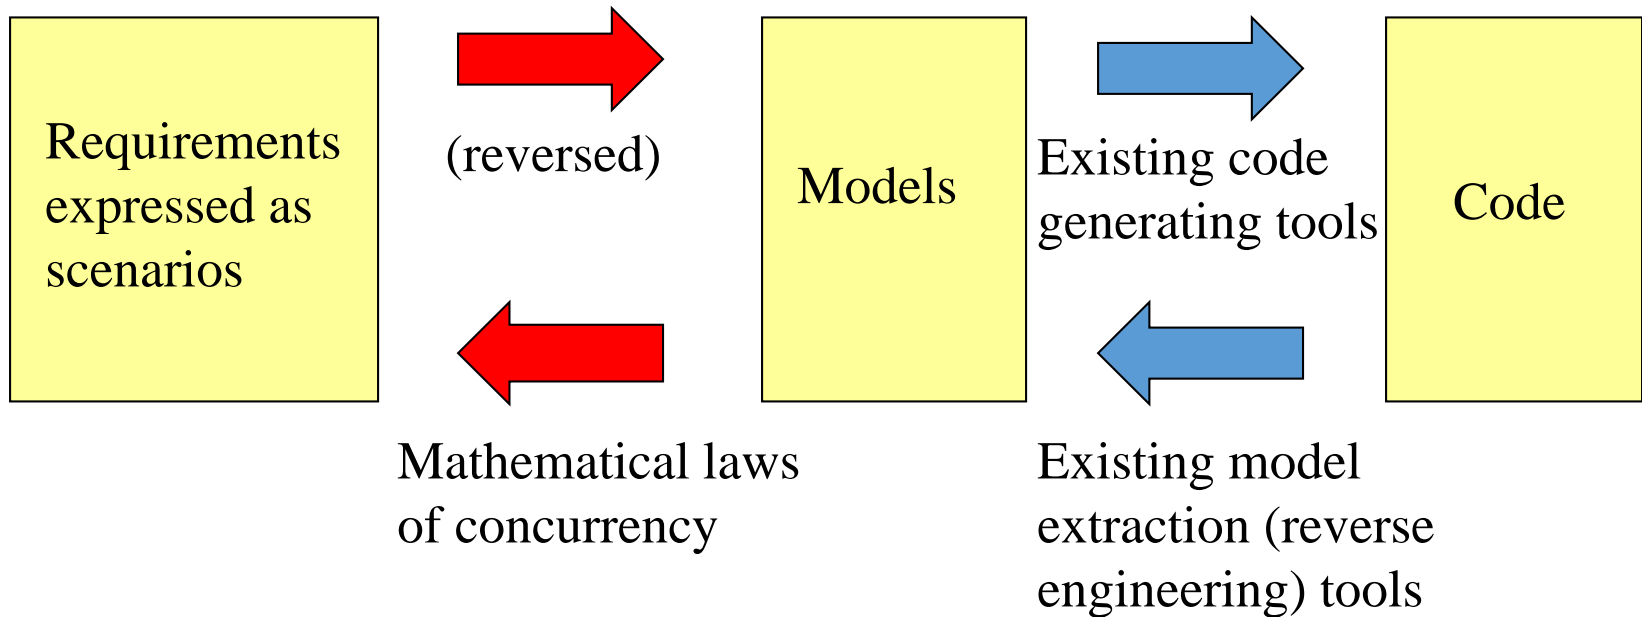 Requirements
expressed as
scenarios
(reversed)
Models
Existing code
generating tools
Code
Mathematical laws
of concurrency
Existing model
extraction (reverse
engineering) tools